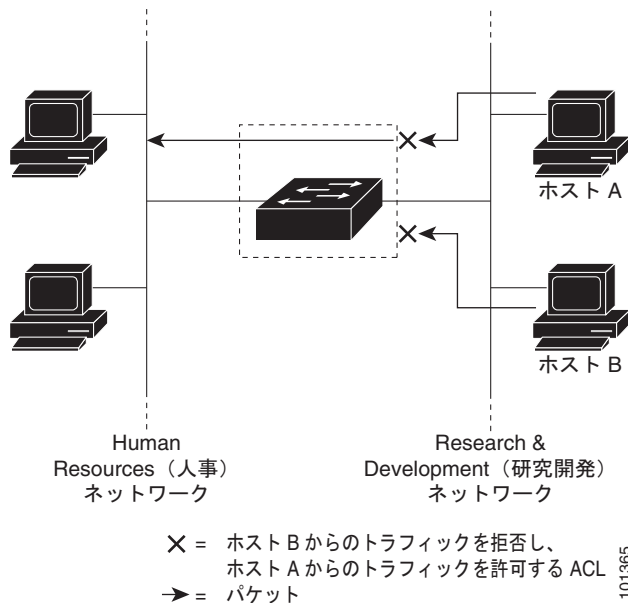 ホスト A
ホスト B
Human
Resources（人事）
ネットワーク
Research &
Development（研究開発）
ネットワーク
✕ = ホスト B からのトラフィックを拒否し、
ホスト A からのトラフィックを許可する ACL
➔ = パケット
101365